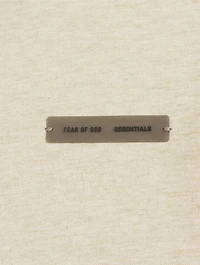 FEAR OF GOD ESSENTIALS